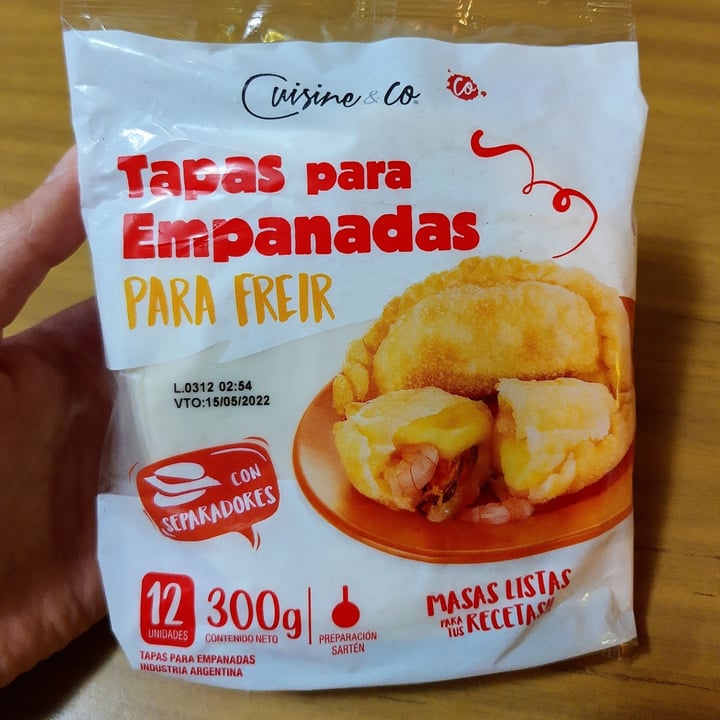 Cuisine & Co
Co
Tapas para
Empanadas
PARA FREIR
L.0312 02:54
VTO:15/05/2022
CON
SEPARADORES
12
UNIDADES
300g
CONTENIDO NETO
PREPARACIÓN
SARTÉN
MASAS LISTAS
PARA TUS RECETAS!!
TAPAS PARA EMPANADAS
INDUSTRIA ARGENTINA